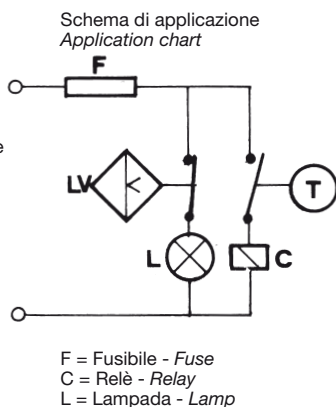 Schema di applicazione
Application chart
F
e
LV
T
L
C
F = Fusibile - Fuse
C = Relè - Relay
L = Lampada - Lamp